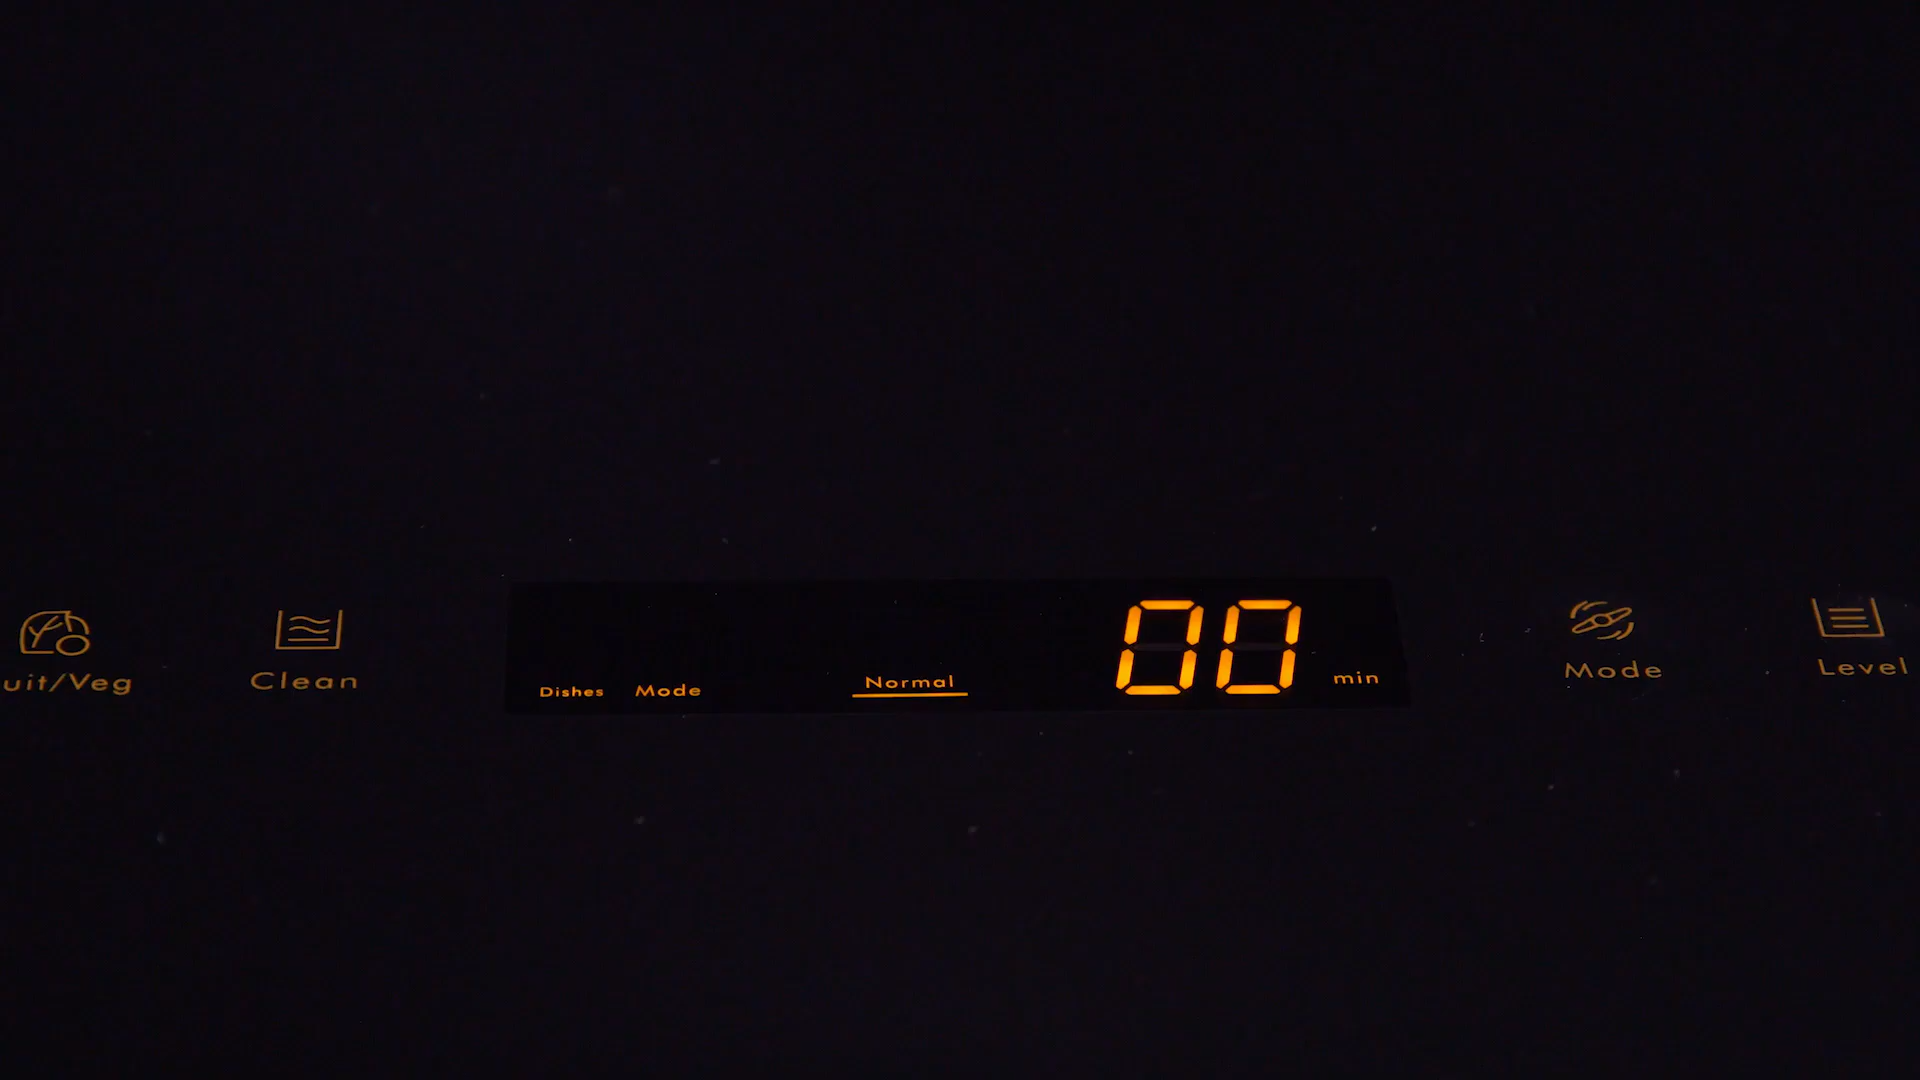 uit/Veg
Clean
Dishes Mode
Normal
00 min
Mode
Level